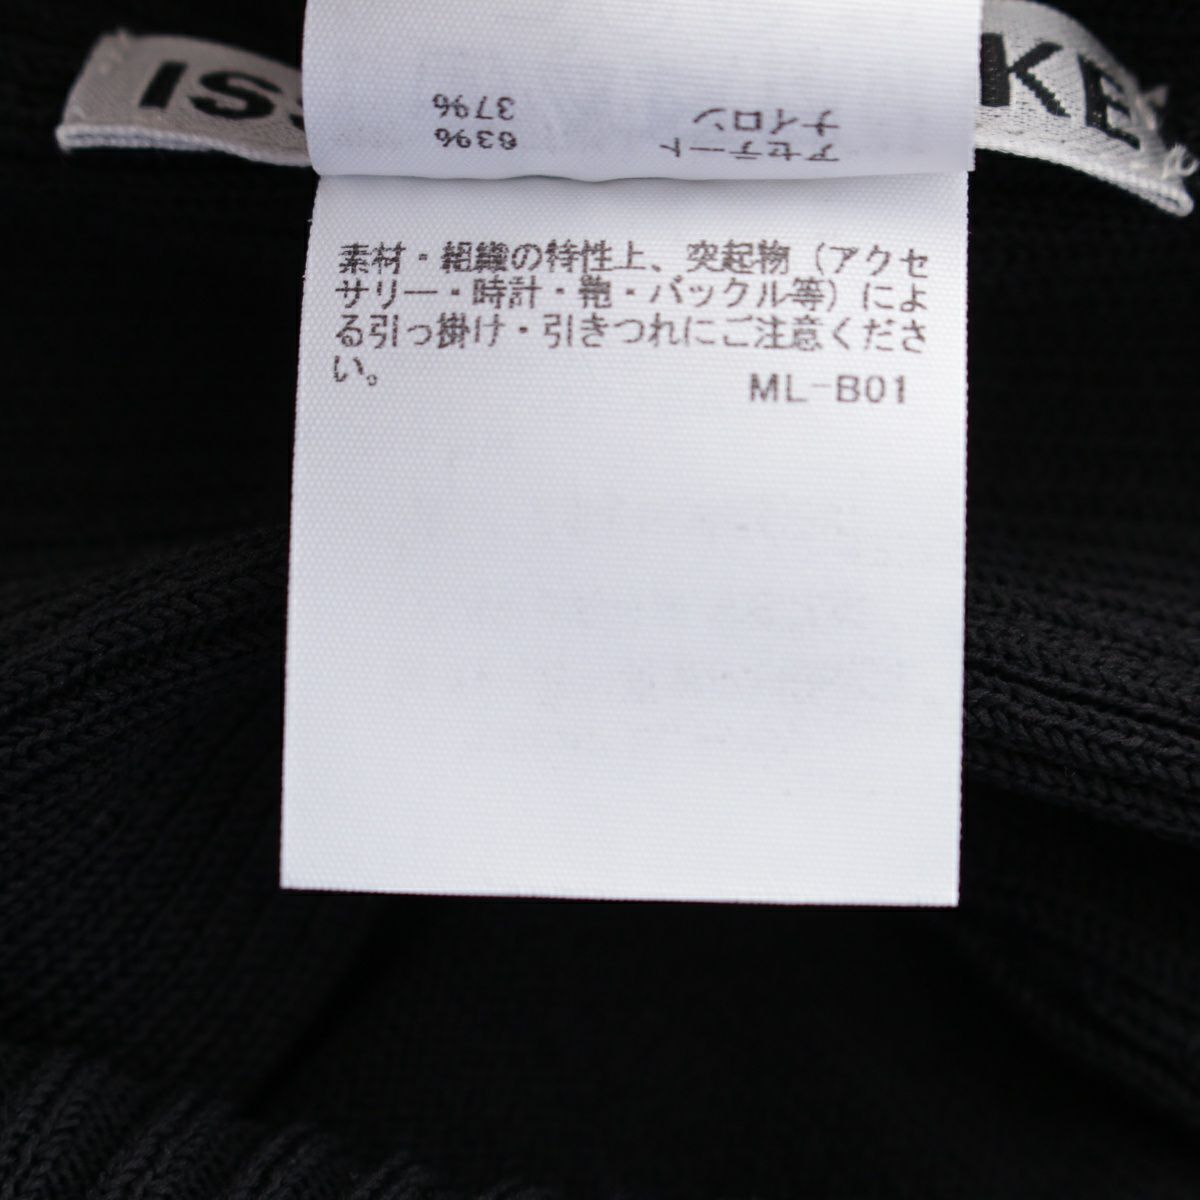 ISS
KE
アセテート 63%
ナイロン 37%
素材・組織の特性上、突起物（アクセ
サリー・時計・鞄・バックル等）によ
る引っ掛け・引きつれにご注意くださ
い。
ML-B01